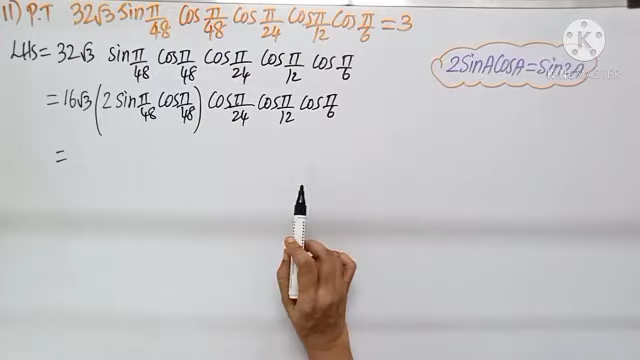 11) P.T 32√3 sin π/48 cos π/48 cos π/24 cos π/12 cos π/6 = 3
LHS = 32√3 sin π/48 cos π/48 cos π/24 cos π/12 cos π/6
2SinACosA = Sin2A
= 16√3 (2 sin π/48 cos π/48) cos π/24 cos π/12 cos π/6
=